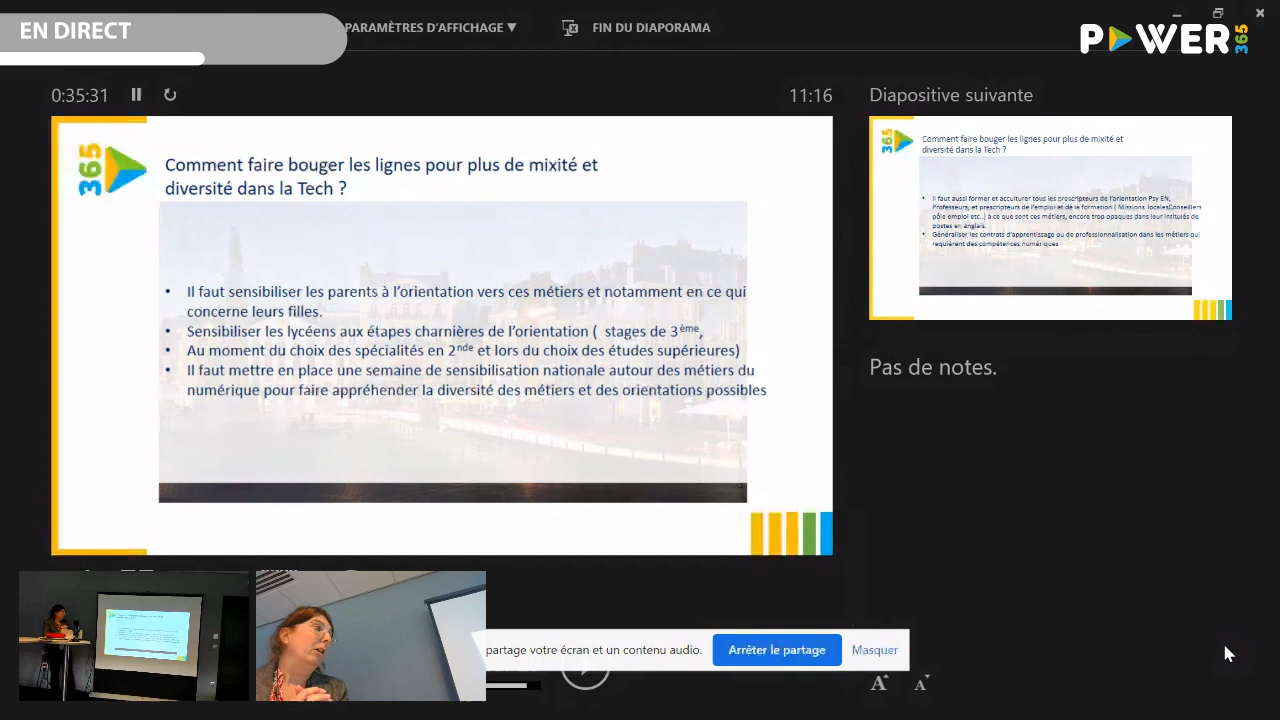 EN DIRECT
PARAMÈTRES D'AFFICHAGE ▼
FIN DU DIAPORAMA
POWER 365
0:35:31
11:16
Diapositive suivante
365
Comment faire bouger les lignes pour plus de mixité et
diversité dans la Tech ?
• Il faut sensibiliser les parents à l'orientation vers ces métiers et notamment en ce qui
concerne leurs filles.
• Sensibiliser les lycéens aux étapes charnières de l'orientation ( stages de 3ème,
• Au moment du choix des spécialités en 2nde et lors du choix des études supérieures)
• Il faut mettre en place une semaine de sensibilisation nationale autour des métiers du
numérique pour faire appréhender la diversité des métiers et des orientations possibles
365
Comment faire bouger les lignes pour plus de mixité et
diversité dans la Tech ?
• Il faut aussi former et acculturer tous les prescripteurs de l'orientation Psy EN,
Professeurs, et prescripteurs de l'emploi et de la formation ( Missions localesConseillers
pôle emploi etc..) à ce que sont ces métiers, encore trop opaques dans leur intitulés de
postes en anglais.
• Généraliser les contrats d'apprentissage ou de professionnalisation dans les métiers qui
requièrent des compétences numériques
Pas de notes.
partage votre écran et un contenu audio.
Arrêter le partage
Masquer
A A